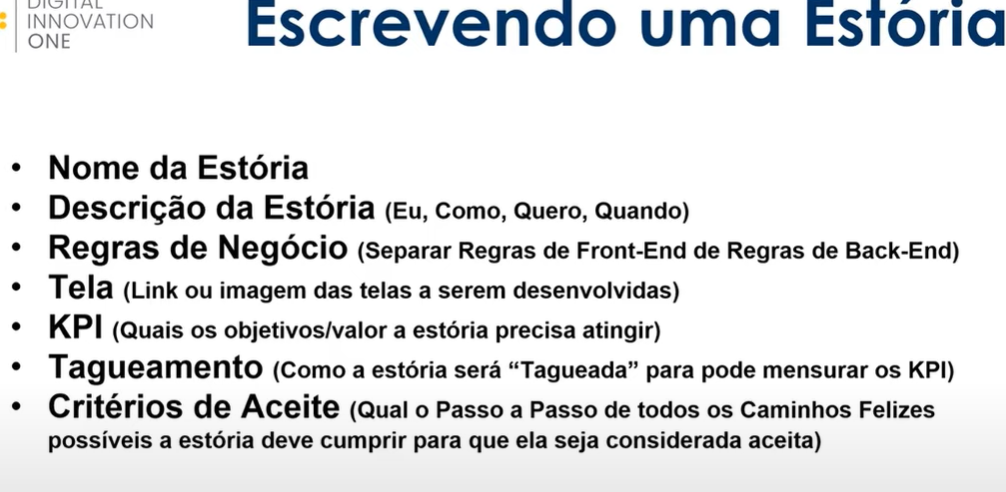 DIGITAL
INNOVATION
ONE
Escrevendo uma Estória
• Nome da Estória
• Descrição da Estória (Eu, Como, Quero, Quando)
• Regras de Negócio (Separar Regras de Front-End de Regras de Back-End)
• Tela (Link ou imagem das telas a serem desenvolvidas)
• KPI (Quais os objetivos/valor a estória precisa atingir)
• Tagueamento (Como a estória será “Tagueada” para pode mensurar os KPI)
• Critérios de Aceite (Qual o Passo a Passo de todos os Caminhos Felizes
possíveis a estória deve cumprir para que ela seja considerada aceita)